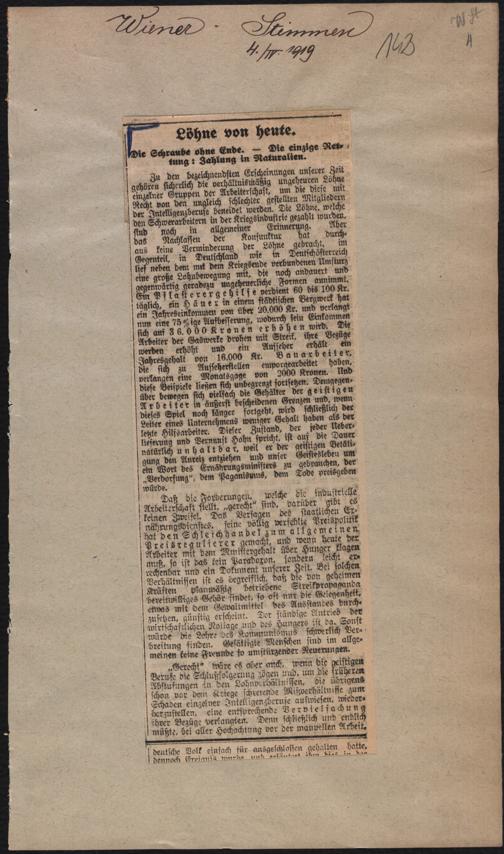 Wiener - Stimmen
4./IV. 1919
143
W St
4
Löhne von heute.
Die Schraube ohne Ende. — Die einzige Ret-
tung: Zahlung in Naturalien.
Zu den bezeichnendsten Erscheinungen unserer Zeit
gehören sicherlich die verhältnismäßig ungeheuren Löhne
einzelner Gruppen der Arbeiterschaft, um die diese mit
Recht von den ungleich schlechter gestellten Mitgliedern
der Intelligenzberufe beneidet werden. Die Löhne, welche
den Schwerarbeitern in der Kriegsindustrie gezahlt wurden,
sind noch in allgemeiner Erinnerung. Aber
das Nachlassen der Konjunktur hat durch-
aus keine Verminderung der Löhne gebracht, im
Gegenteil, in Deutschland wie in Deutschösterreich
lief neben dem mit dem Kriegsende verbundenen Umsturz
eine große Lohnbewegung mit, die noch andauert und
gegenwärtig geradezu ungeheuerliche Formen annimmt.
Ein Pflasterergehilfe verdient 60 bis 100 Kr.
täglich, ein Häuer in einem städtischen Bergwerk hat
ein Jahreseinkommen von über 20.000 Kr. und verlangt
nun eine 75%ige Aufbesserung, wodurch sein Einkommen
sich auf 36.000 Kronen erhöhen wird. Die
Arbeiter der Gaswerke drohen mit Streik, ihre Bezüge
werden erhöht und ein Aufseher erhält ein
Jahresgehalt von 16.000 Kr. Bauarbeiter,
die sich zu Aufseherstellen emporgearbeitet haben,
verlangen eine Monatsgage von 2000 Kronen. Und
diese Beispiele ließen sich unbegrenzt fortsetzen. Demgegen-
über bewegen sich vielfach die Gehälter der geistigen
Arbeiter in äußerst bescheidenen Grenzen und, wenn
dieses Spiel noch länger fortgeht, wird schließlich der
Leiter eines Unternehmens weniger Gehalt haben als der
letzte Hilfsarbeiter. Dieser Zustand, der jeder Ueber-
lieferung und Vernunft Hohn spricht, ist auf die Dauer
natürlich unhaltbar, weil er der geistigen Betäti-
gung den Anreiz entziehen und unser Geistesleben um
ein Wort des Ernährungsministers zu gebrauchen, der
„Verdorfung", dem Paganismus, dem Tode preisgeben
würde.
Daß die Forderungen, welche die industrielle
Arbeiterschaft stellt, „gerecht" sind, darüber gibt es
keinen Zweifel. Das Versagen des staatlichen Er-
nährungsdienstes, seine völlig verfehlte Preispolitik
hat den Schleichhandel zum allgemeinen
Preisregulierer gemacht, und wenn heute der
Arbeiter mit dem Ministergehalt über Hunger klagen
muß, so ist das kein Paradoxon, sondern leicht er-
rechenbar und ein Dokument unserer Zeit. Bei solchen
Verhältnissen ist es begreiflich, daß die von geheimen
Kräften planmäßig betriebene Streikpropaganda
bereitwilliges Gehör findet, so oft nur die Gelegenheit,
etwas mit dem Gewaltmittel des Ausstandes durch-
zusetzen, günstig erscheint. Der ständige Antrieb der
wirtschaftlichen Notlage und des Hungers ist da. Sonst
würde die Lehre des Kommunismus schwerlich Ver-
breitung finden. Gesättigte Menschen sind im allge-
meinen keine Freunde so umstürzender Neuerungen.
„Gerecht" wäre es aber auch, wenn die geistigen
Berufe die Schlußfolgerung zögen und, um die früheren
Abstufungen in den Lohnverhältnissen, die übrigens
schon vor dem Kriege schreiende Mißverhältnisse zum
Schaden einzelner Intelligenzberufe aufwiesen, wieder-
herzustellen, eine entsprechende Vervielfachung
ihrer Bezüge verlangten. Denn schließlich und endlich
müßte, bei aller Hochachtung vor der manuellen Arbeit,
deutsche Volk einfach für ausgeschlossen gehalten hatte,
dennoch Ereignis wurde, und